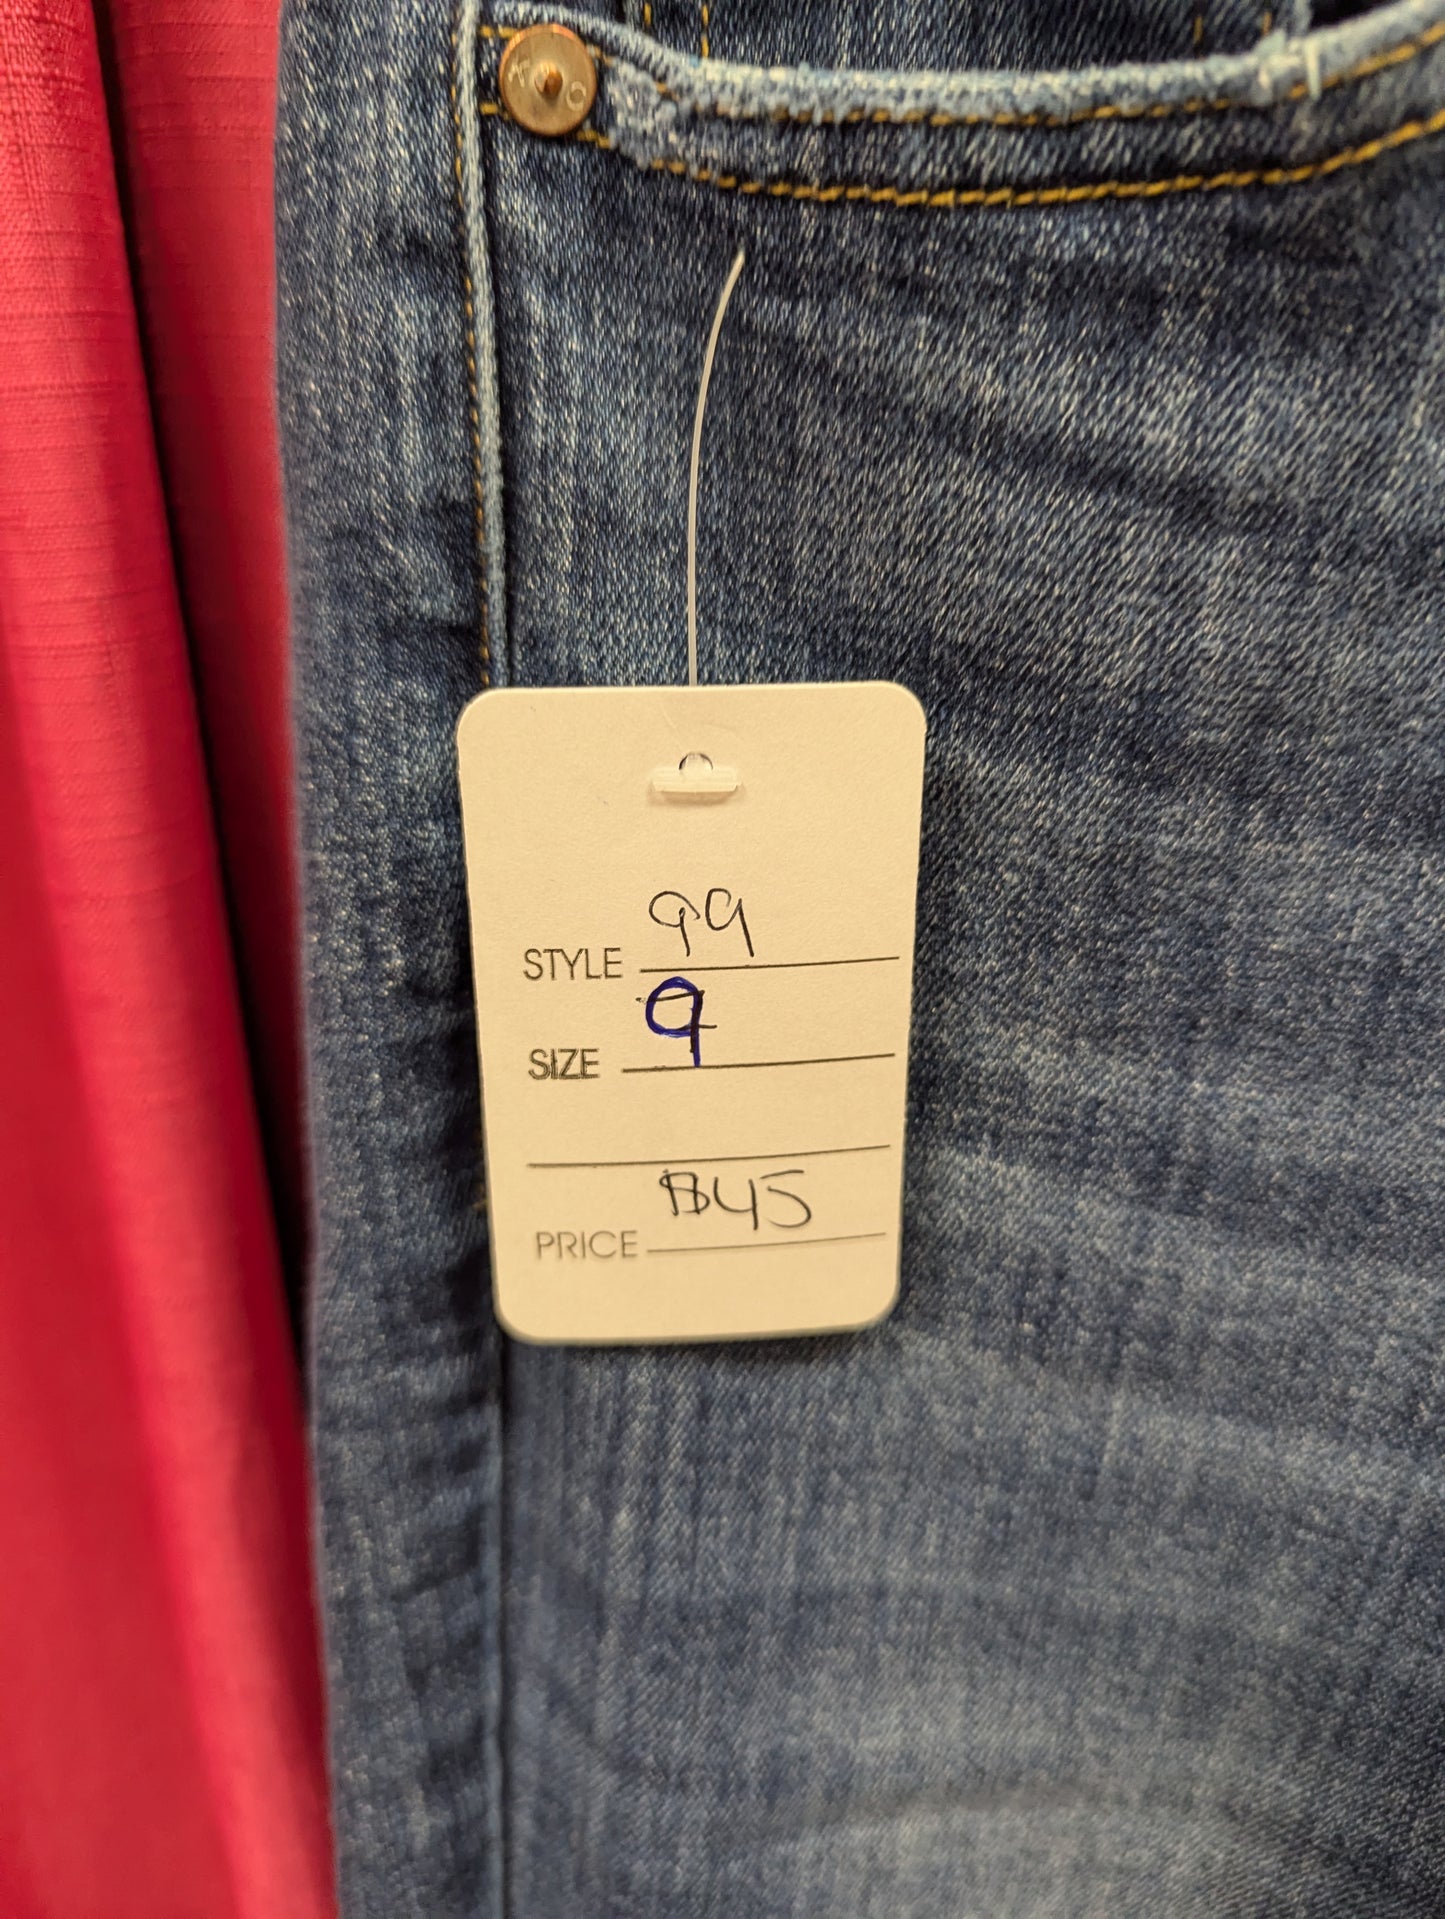 STYLE 99
SIZE 9
PRICE $45